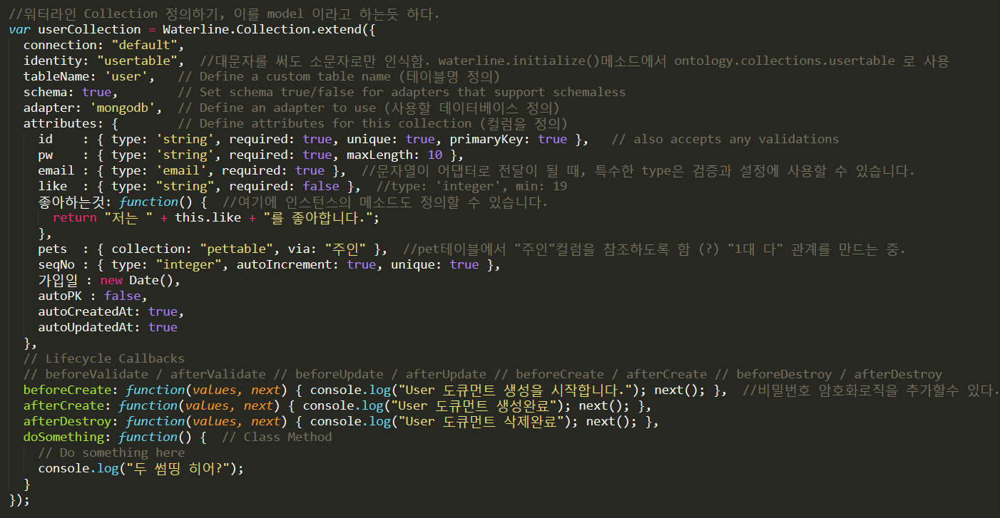 //워터라인 Collection 정의하기, 이를 model 이라고 하는듯 하다.
var userCollection = Waterline.Collection.extend({
  connection: "default",
  identity: "usertable",  //대문자를 써도 소문자로만 인식함. waterline.initialize()메소드에서 ontology.collections.usertable 로 사용
  tableName: 'user',   // Define a custom table name (테이블명 정의)
  schema: true,        // Set schema true/false for adapters that support schemaless
  adapter: 'mongodb',  // Define an adapter to use (사용할 데이터베이스 정의)
  attributes: {        // Define attributes for this collection (컬럼을 정의)
    id    : { type: 'string', required: true, unique: true, primaryKey: true },   // also accepts any validations
    pw    : { type: 'string', required: true, maxLength: 10 },
    email : { type: 'email', required: true },  //문자열이 어댑터로 전달이 될 때, 특수한 type은 검증과 설정에 사용할 수 있습니다.
    like  : { type: "string", required: false },  //type: 'integer', min: 19
    좋아하는것: function() {  //여기에 인스턴스의 메소드도 정의할 수 있습니다.
      return "저는 " + this.like + "를 좋아합니다.";
    },
    pets  : { collection: "pettable", via: "주인" },  //pet테이블에서 "주인"컬럼을 참조하도록 함 (?) "1대 다" 관계를 만드는 중.
    seqNo : { type: "integer", autoIncrement: true, unique: true },
    가입일 : new Date(),
    autoPK : false,
    autoCreatedAt: true,
    autoUpdatedAt: true
  },
  // Lifecycle Callbacks
  // beforeValidate / afterValidate // beforeUpdate / afterUpdate // beforeCreate / afterCreate // beforeDestroy / afterDestroy
  beforeCreate: function(values, next) { console.log("User 도큐먼트 생성을 시작합니다."); next(); },  //비밀번호 암호화로직을 추가할수 있다.
  afterCreate: function(values, next) { console.log("User 도큐먼트 생성완료"); next(); },
  afterDestroy: function(values, next) { console.log("User 도큐먼트 삭제완료"); next(); },
  doSomething: function() {  // Class Method
    // Do something here
    console.log("두 썸띵 히어?");
  }
});